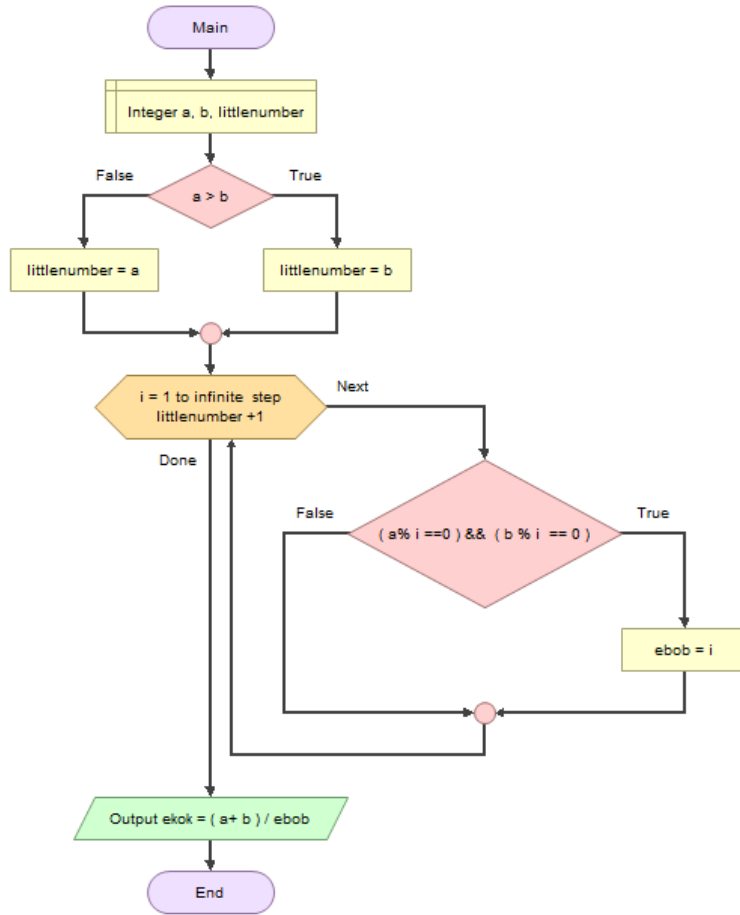 Main
Integer a, b, littlenumber
False
True
a > b
littlenumber = a
littlenumber = b
i = 1 to infinite step
littlenumber +1
Next
Done
False
True
( a% i ==0 ) && ( b % i == 0 )
ebob = i
Output ekok = ( a+ b ) / ebob
End